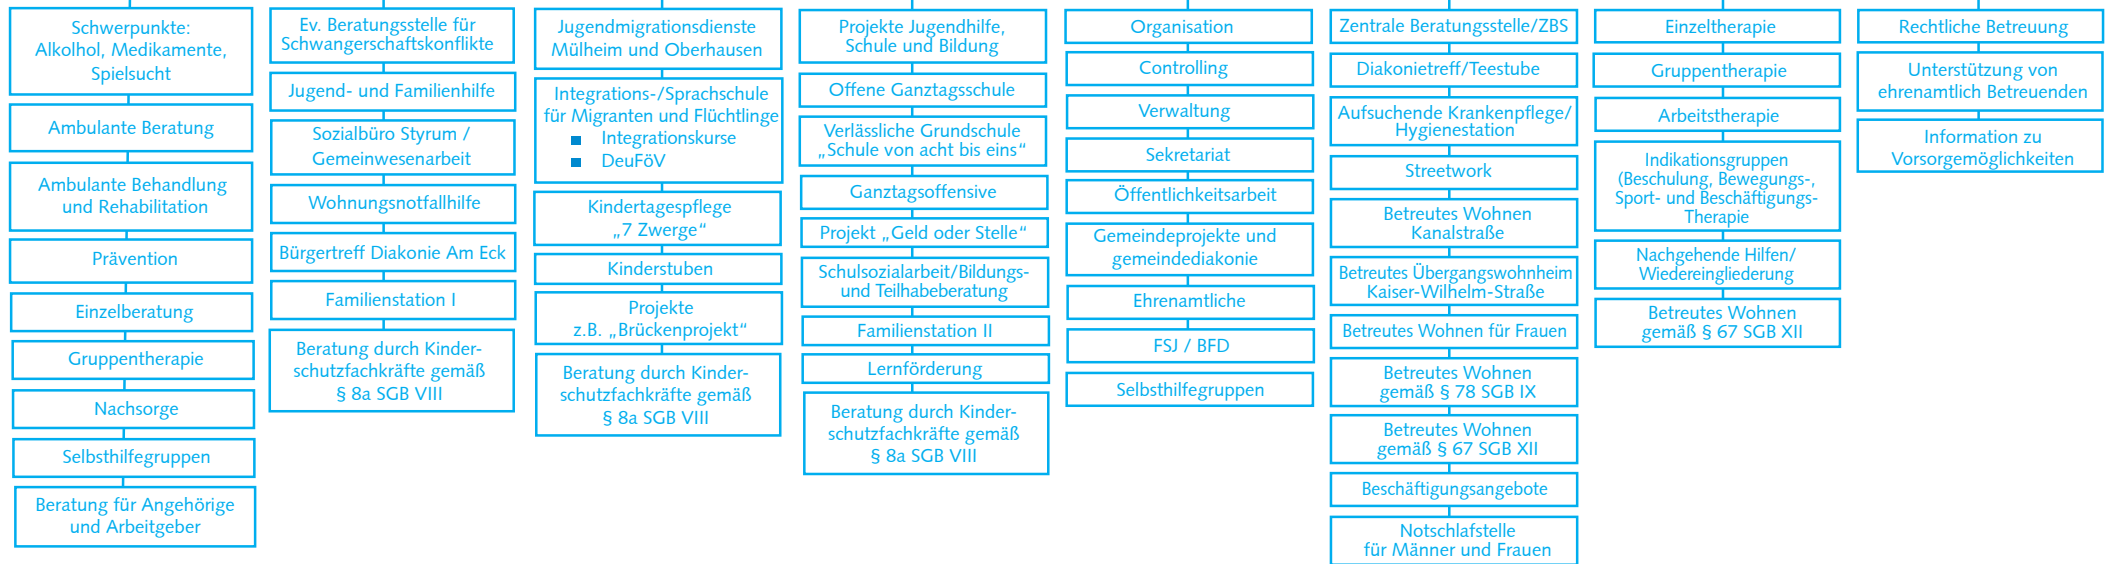 Schwerpunkte:
Alkolhol, Medikamente,
Spielsucht
Ambulante Beratung
Ambulante Behandlung
und Rehabilitation
Prävention
Einzelberatung
Gruppentherapie
Nachsorge
Selbsthilfegruppen
Beratung für Angehörige
und Arbeitgeber
Ev. Beratungsstelle für
Schwangerschaftskonflikte
Jugend- und Familienhilfe
Sozialbüro Styrum /
Gemeinwesenarbeit
Wohnungsnotfallhilfe
Bürgertreff Diakonie Am Eck
Familienstation I
Beratung durch Kinder-
schutzfachkräfte gemäß
§ 8a SGB VIII
Jugendmigrationsdienste
Mülheim und Oberhausen
Integrations-/Sprachschule
für Migranten und Flüchtlinge
■ Integrationskurse
■ DeuFöV
Kindertagespflege
„7 Zwerge“
Kinderstuben
Projekte
z.B. „Brückenprojekt“
Beratung durch Kinder-
schutzfachkräfte gemäß
§ 8a SGB VIII
Projekte Jugendhilfe,
Schule und Bildung
Offene Ganztagsschule
Verlässliche Grundschule
„Schule von acht bis eins“
Ganztagsoffensive
Projekt „Geld oder Stelle“
Schulsozialarbeit/Bildungs-
und Teilhabeberatung
Familienstation II
Lernförderung
Beratung durch Kinder-
schutzfachkräfte gemäß
§ 8a SGB VIII
Organisation
Controlling
Verwaltung
Sekretariat
Öffentlichkeitsarbeit
Gemeindeprojekte und
gemeindediakonie
Ehrenamtliche
FSJ / BFD
Selbsthilfegruppen
Zentrale Beratungsstelle/ZBS
Diakonietreff/Teestube
Aufsuchende Krankenpflege/
Hygienestation
Streetwork
Betreutes Wohnen
Kanalstraße
Betreutes Übergangswohnheim
Kaiser-Wilhelm-Straße
Betreutes Wohnen für Frauen
Betreutes Wohnen
gemäß § 78 SGB IX
Betreutes Wohnen
gemäß § 67 SGB XII
Beschäftigungsangebote
Notschlafstelle
für Männer und Frauen
Einzeltherapie
Gruppentherapie
Arbeitstherapie
Indikationsgruppen
(Beschulung, Bewegungs-,
Sport- und Beschäftigungs-
Therapie
Nachgehende Hilfen/
Wiedereingliederung
Betreutes Wohnen
gemäß § 67 SGB XII
Rechtliche Betreuung
Unterstützung von
ehrenamtlich Betreuenden
Information zu
Vorsorgemöglichkeiten